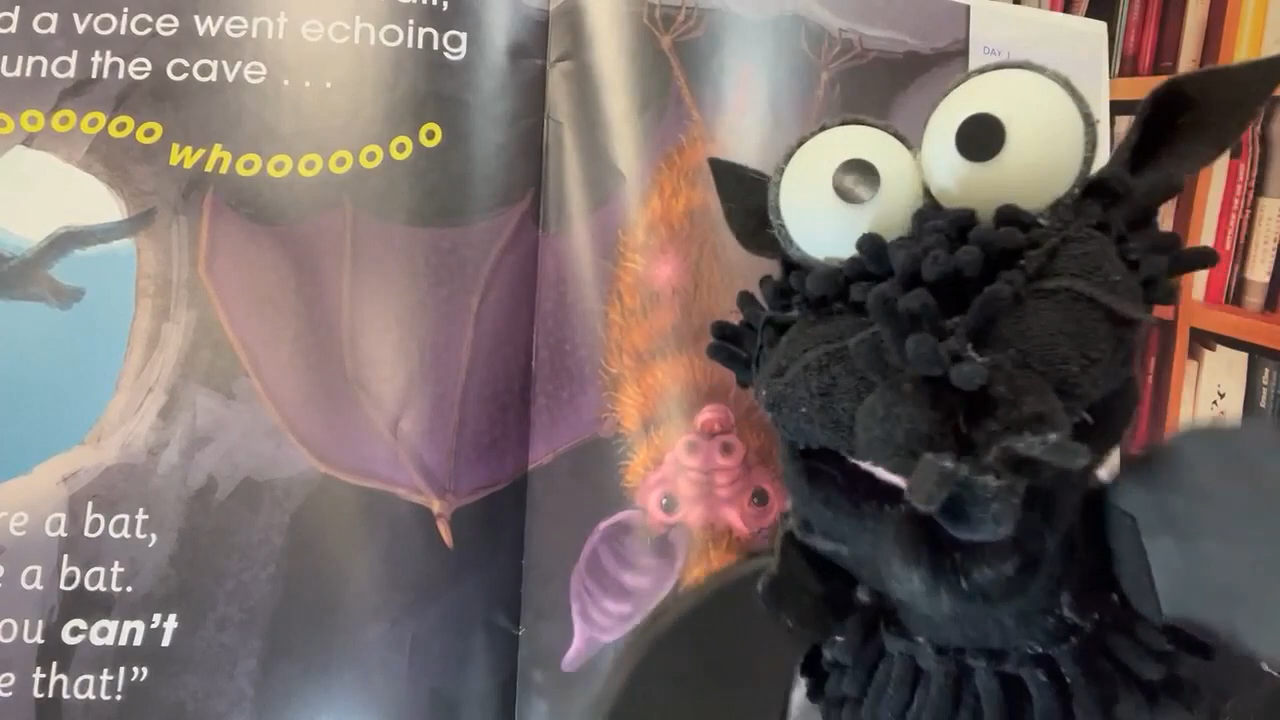 a voice went echoing
und the cave . . .
ooooooo whooooooo
DAY 1
re a bat,
e a bat.
ou can't
e that!”